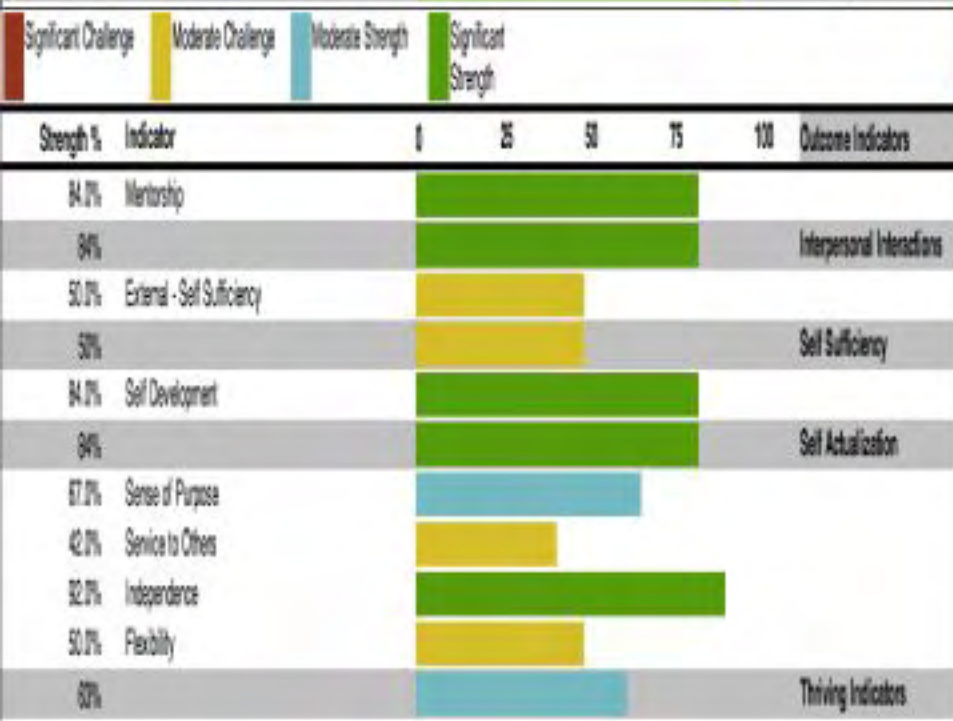 Significant Challenge Moderate Challenge Moderate Strength Significant
Strength
Strength % Indicator 0 25 50 75 100 Outcome Indicators
84.0% Mentorship
84% Interpersonal Interactions
50.0% External - Self Sufficiency
50% Self Sufficiency
84.0% Self Development
84% Self Actualization
67.0% Sense of Purpose
42.0% Service to Others
92.0% Independence
50.0% Flexibility
63% Thriving Indicators